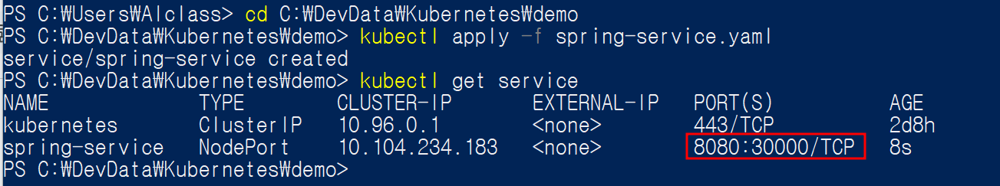 PS C:₩Users₩AIclass> cd C:₩DevData₩Kubernetes₩demo
PS C:₩DevData₩Kubernetes₩demo> kubectl apply -f spring-service.yaml
service/spring-service created
PS C:₩DevData₩Kubernetes₩demo> kubectl get service
NAME TYPE CLUSTER-IP EXTERNAL-IP PORT(S) AGE
kubernetes ClusterIP 10.96.0.1 <none> 443/TCP 2d8h
spring-service NodePort 10.104.234.183 <none> 8080:30000/TCP 8s
PS C:₩DevData₩Kubernetes₩demo>